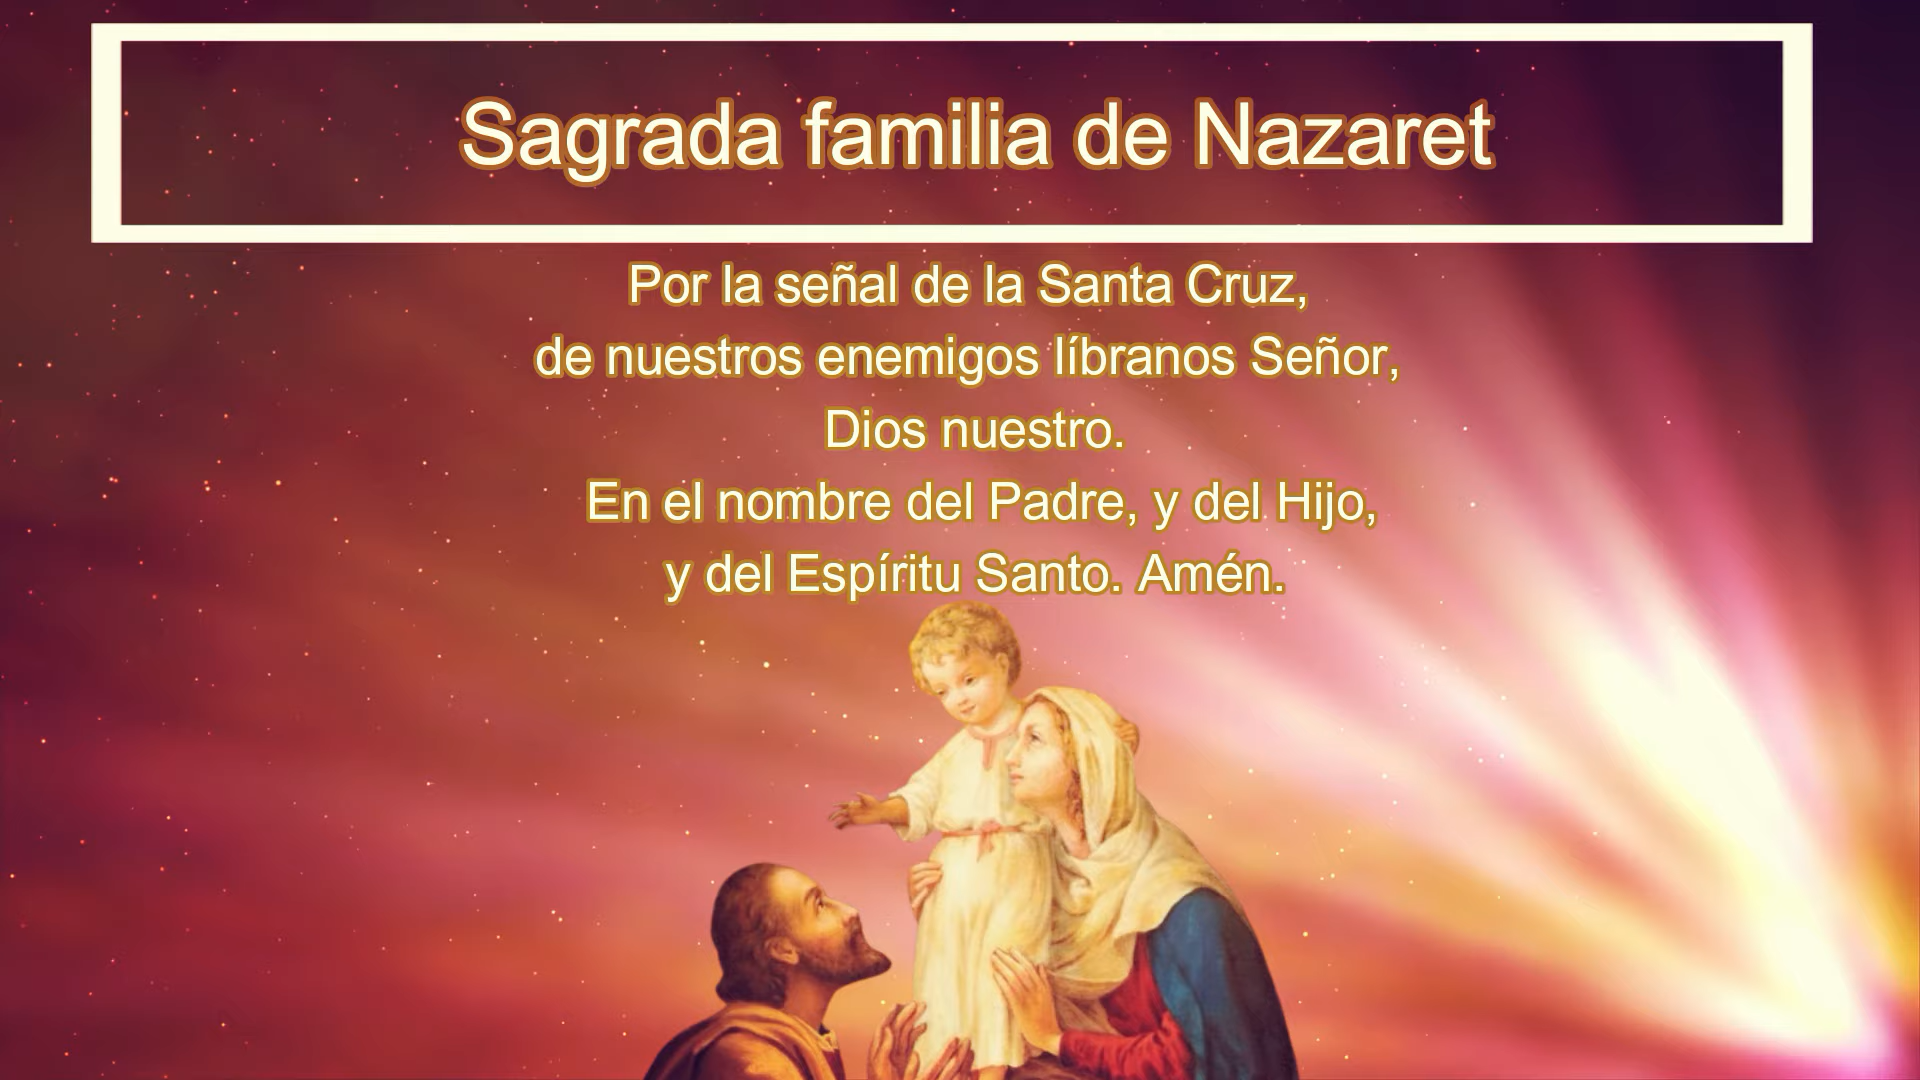 Sagrada familia de Nazaret
Por la señal de la Santa Cruz,
de nuestros enemigos líbranos Señor,
Dios nuestro.
En el nombre del Padre, y del Hijo,
y del Espíritu Santo. Amén.